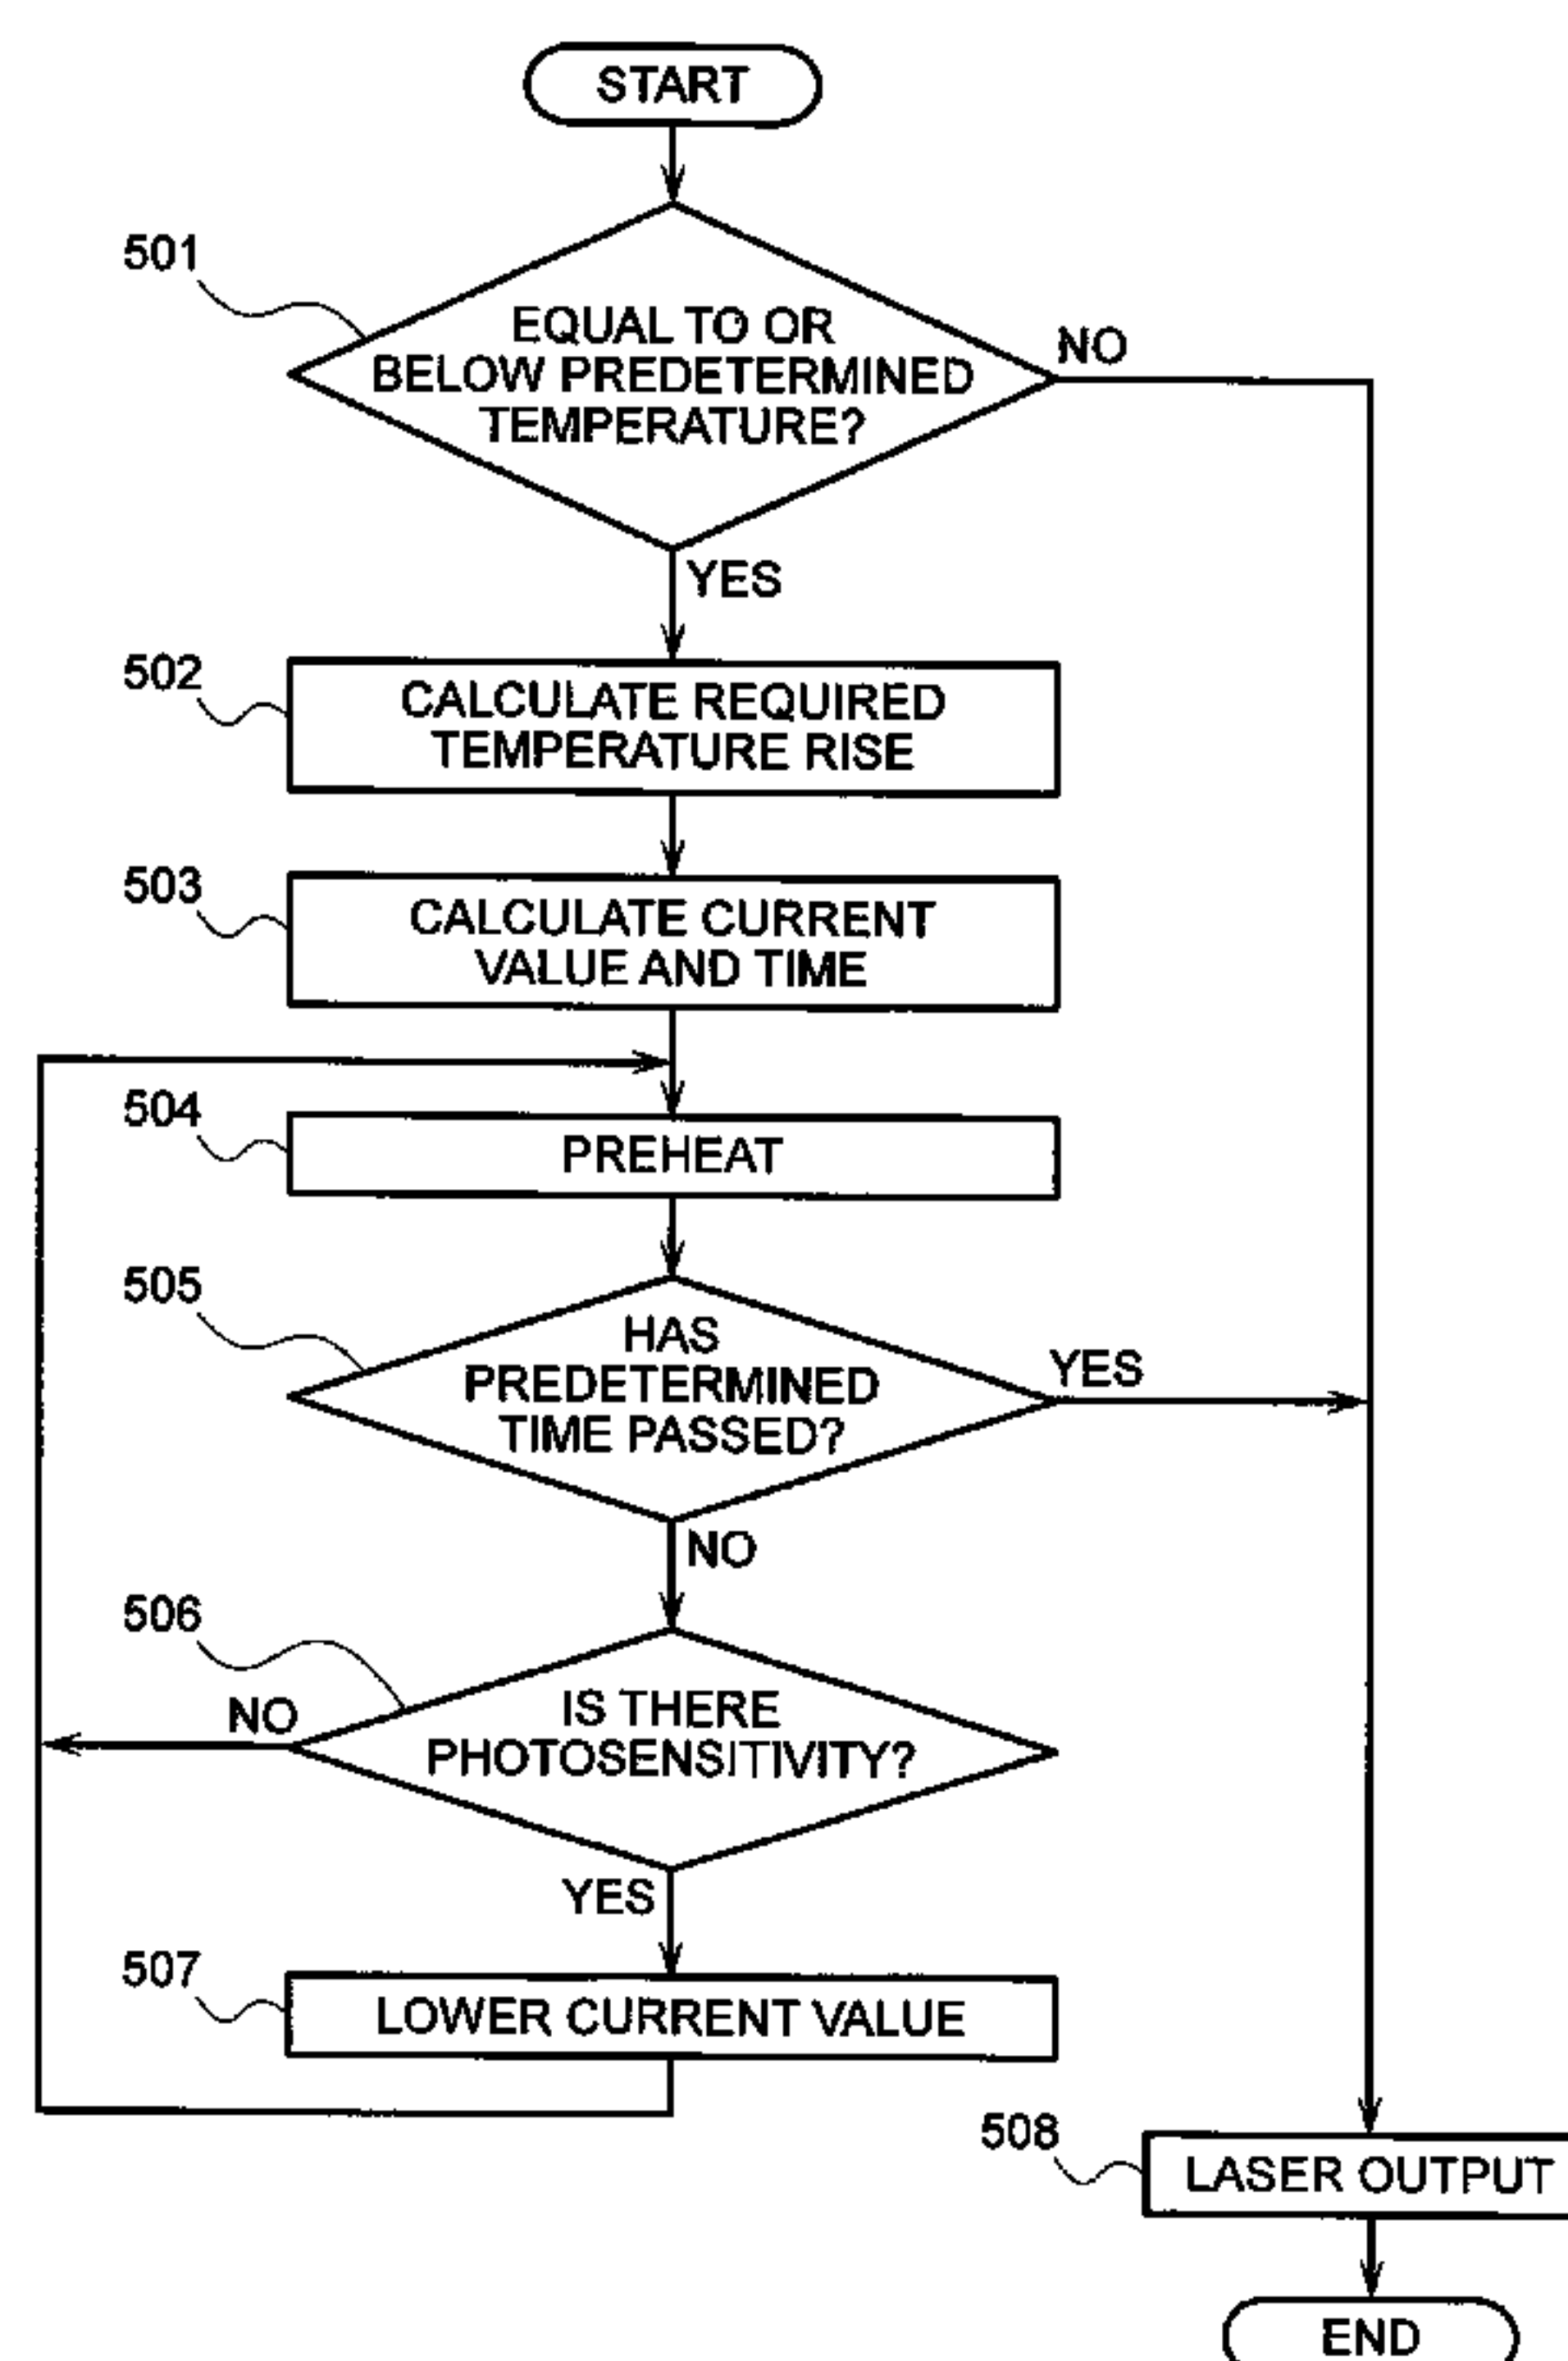 START
501
EQUAL TO OR
BELOW PREDETERMINED
TEMPERATURE?
NO
YES
502
CALCULATE REQUIRED
TEMPERATURE RISE
503
CALCULATE CURRENT
VALUE AND TIME
504
PREHEAT
505
HAS
PREDETERMINED
TIME PASSED?
YES
NO
506
IS THERE
PHOTOSENSITIVITY?
NO
YES
507
LOWER CURRENT VALUE
508
LASER OUTPUT
END